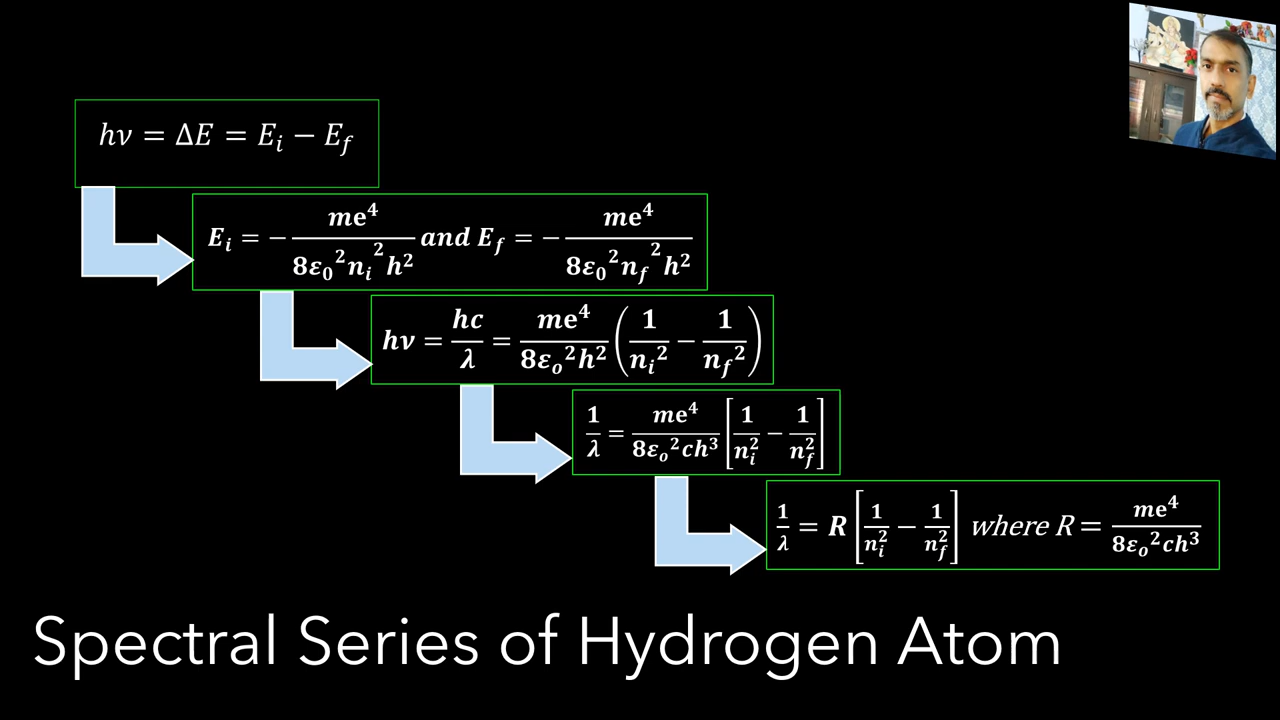 hν = ΔE = E_i − E_f
E_i = − me⁴ / 8ε₀²n_i²h² and E_f = − me⁴ / 8ε₀²n_f²h²
hν = hc/λ = me⁴ / 8ε_o²h² (1/n_i² − 1/n_f²)
1/λ = me⁴ / 8ε_o²ch³ [1/n_i² − 1/n_f²]
1/λ = R [1/n_i² − 1/n_f²] where R = me⁴ / 8ε_o²ch³
Spectral Series of Hydrogen Atom